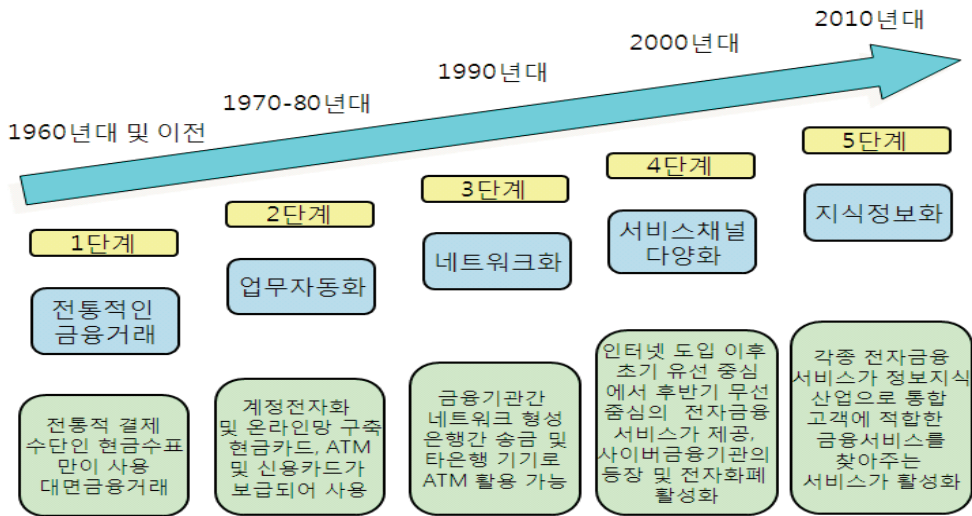 1960년대 및 이전
1970-80년대
1990년대
2000년대
2010년대
1단계
전통적인
금융거래
전통적 결제
수단인 현금수표
만이 사용
대면금융거래
2단계
업무자동화
계정전자화
및 온라인망 구축
현금카드, ATM
및 신용카드가
보급되어 사용
3단계
네트워크화
금융기관간
네트워크 형성
은행간 송금 및
타은행 기기로
ATM 활용 가능
4단계
서비스채널
다양화
인터넷 도입 이후
초기 유선 중심
에서 후반기 무선
중심의 전자금융
서비스가 제공,
사이버금융기관의
등장 및 전자화폐
활성화
5단계
지식정보화
각종 전자금융
서비스가 정보지식
산업으로 통합
고객에 적합한
금융서비스를
찾아주는
서비스가 활성화